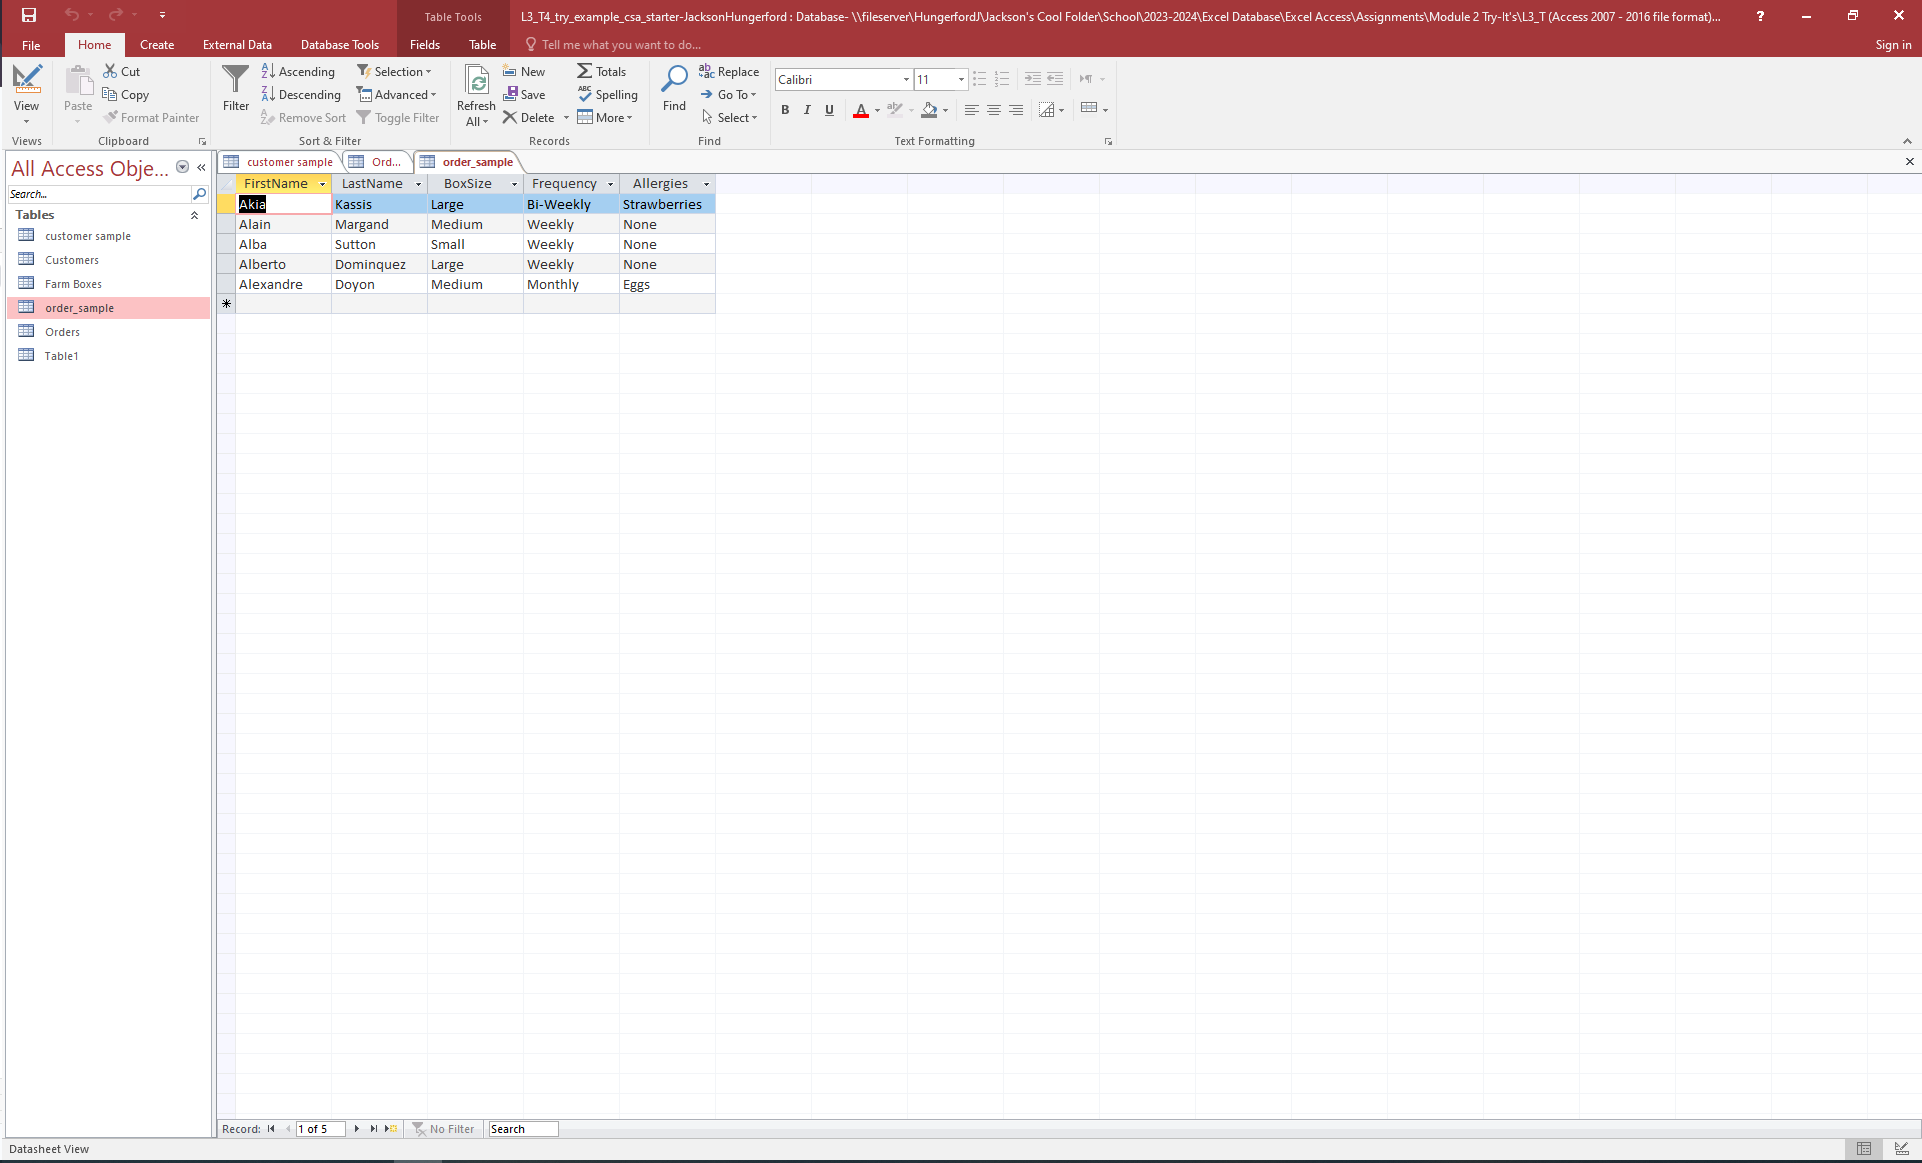 Table Tools
L3_T4_try_example_csa_starter-JacksonHungerford : Database- \\fileserver\HungerfordJ\Jackson's Cool Folder\School\2023-2024\Excel Database\Excel Access\Assignments\Module 2 Try-It's\L3_T (Access 2007 - 2016 file format)...
?
File Home Create External Data Database Tools Fields Table Tell me what you want to do... Sign in
View
Views
Paste
Cut
Copy
Format Painter
Clipboard
Filter
Ascending
Descending
Remove Sort
Selection
Advanced
Toggle Filter
Sort & Filter
Refresh
All
New
Save
Delete
Totals
Spelling
More
Records
Find
Replace
Go To
Select
Find
Calibri 11
B I U A
Text Formatting
All Access Obje...
Search...
Tables
customer sample
Customers
Farm Boxes
order_sample
Orders
Table1
customer sample Ord... order_sample
FirstName LastName BoxSize Frequency Allergies
Akia Kassis Large Bi-Weekly Strawberries
Alain Margand Medium Weekly None
Alba Sutton Small Weekly None
Alberto Dominquez Large Weekly None
Alexandre Doyon Medium Monthly Eggs
Record: 1 of 5 No Filter Search
Datasheet View